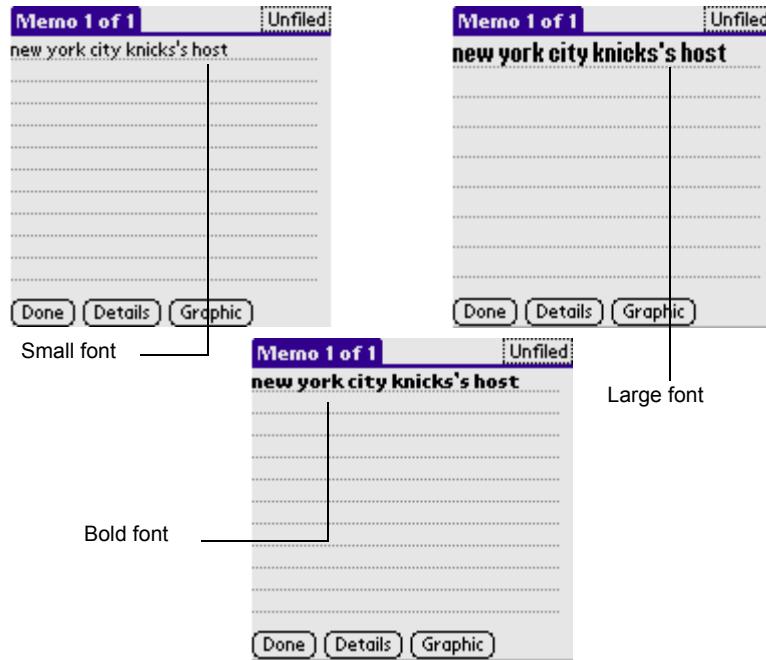 Memo 1 of 1 Unfiled
new york city knicks's host
Done Details Graphic
Small font
Memo 1 of 1 Unfiled
new york city knicks's host
Done Details Graphic
Large font
Memo 1 of 1 Unfiled
new york city knicks's host
Done Details Graphic
Bold font